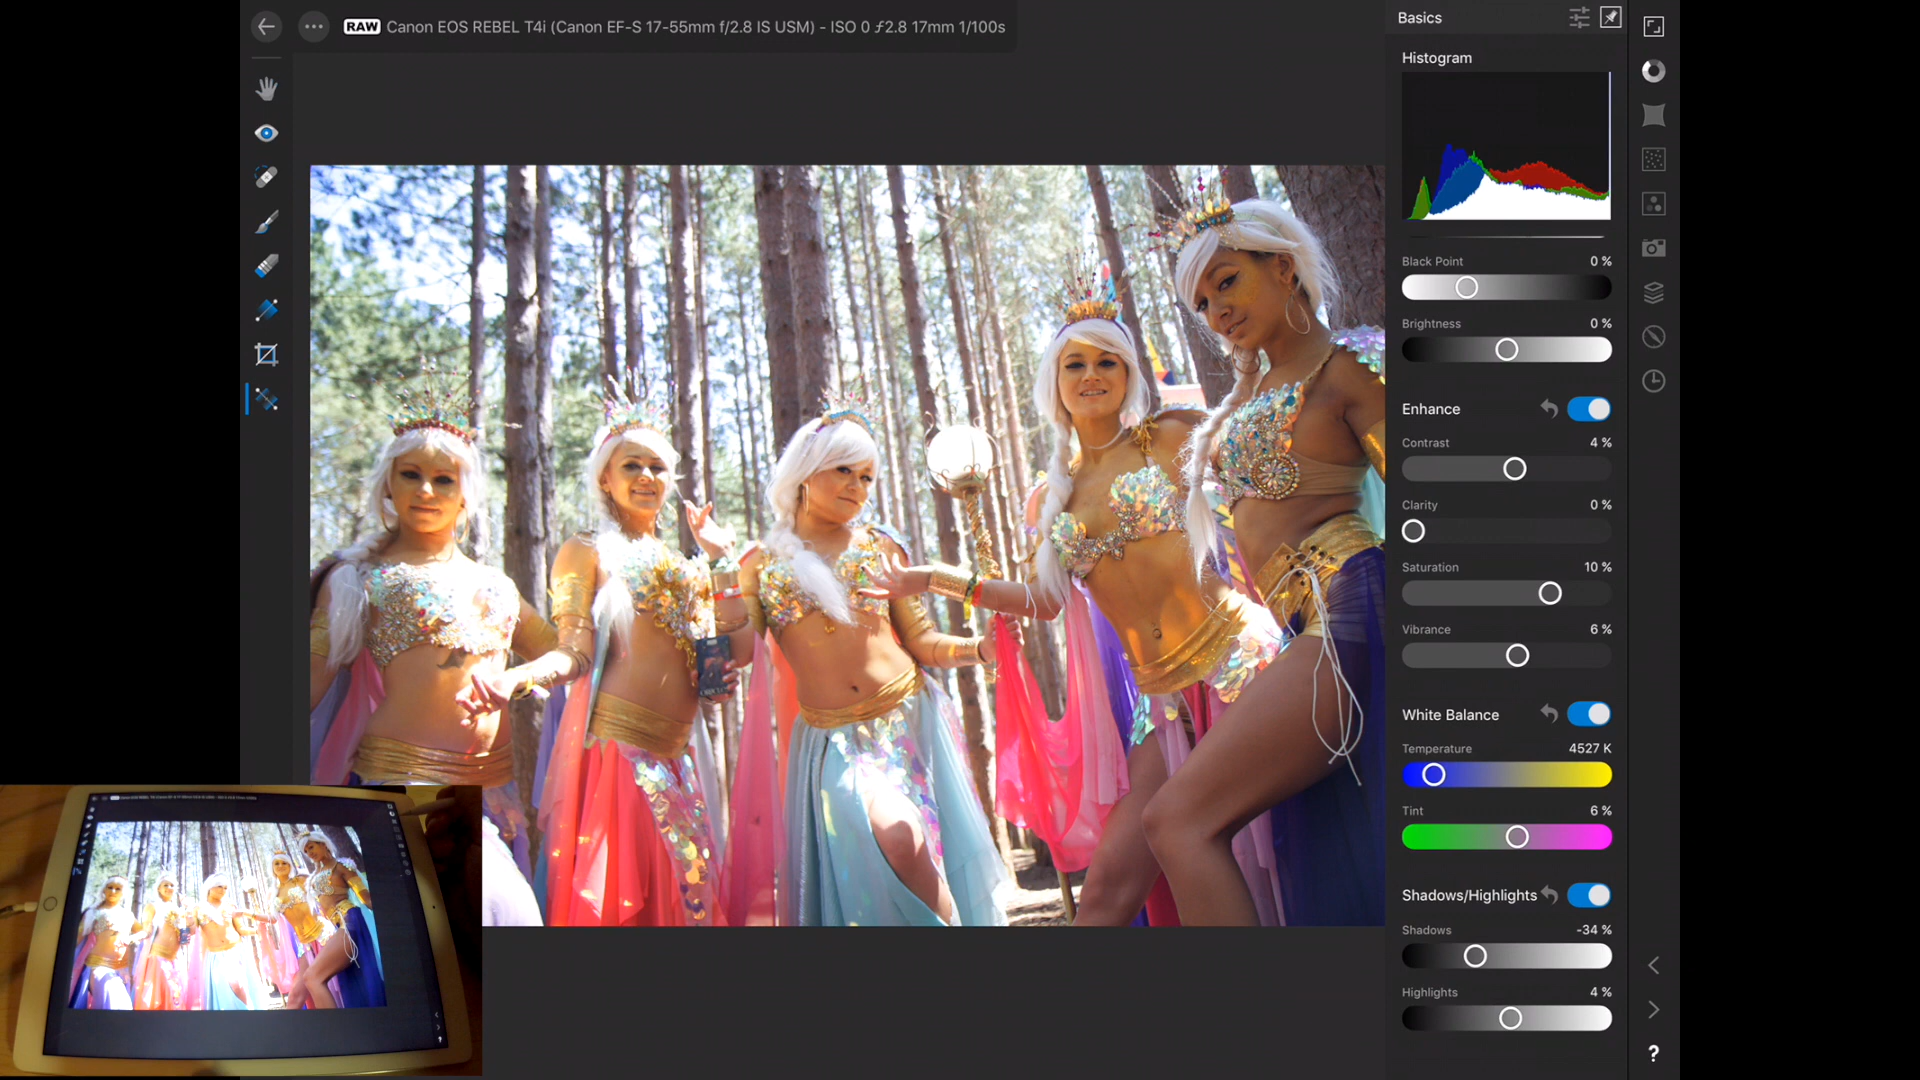 RAW Canon EOS REBEL T4i (Canon EF-S 17-55mm f/2.8 IS USM) - ISO 0 ƒ2.8 17mm 1/100s
Basics
Histogram
Black Point 0 %
Brightness 0 %
Enhance
Contrast 4 %
Clarity 0 %
Saturation 10 %
Vibrance 6 %
White Balance
Temperature 4527 K
Tint 6 %
Shadows/Highlights
Shadows -34 %
Highlights 4 %
?